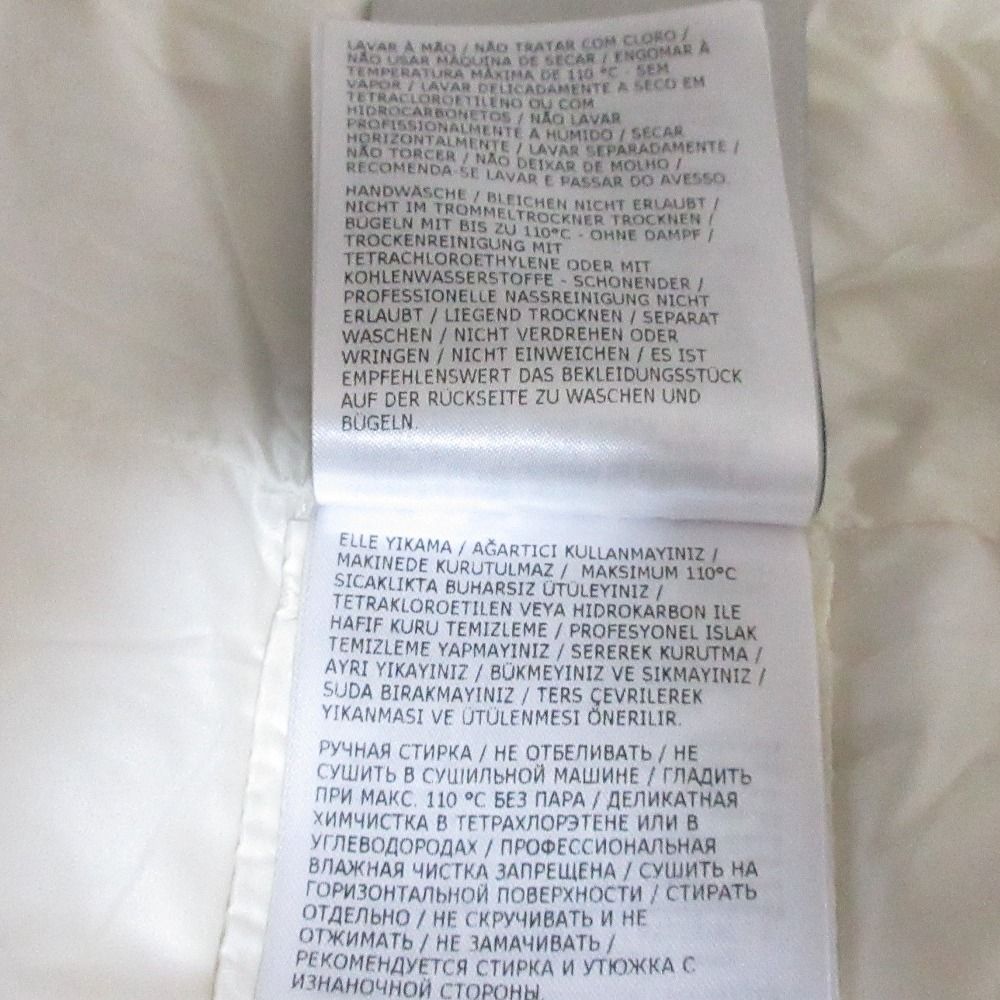 LAVAR À MÃO / NÃO TRATAR COM CLORO /
NÃO USAR MÁQUINA DE SECAR / ENGOMAR À
TEMPERATURA MÁXIMA DE 110 °C - SEM
VAPOR / LAVAR DELICADAMENTE A SECO EM
TETRACLOROETILENO OU COM
HIDROCARBONETOS / NÃO LAVAR
PROFISSIONALMENTE A HÚMIDO / SECAR
HORIZONTALMENTE / LAVAR SEPARADAMENTE /
NÃO TORCER / NÃO DEIXAR DE MOLHO /
RECOMENDA-SE LAVAR E PASSAR DO AVESSO.
HANDWÄSCHE / BLEICHEN NICHT ERLAUBT /
NICHT IM TROMMELTROCKNER TROCKNEN /
BÜGELN MIT BIS ZU 110°C - OHNE DAMPF /
TROCKENREINIGUNG MIT
TETRACHLOROETHYLENE ODER MIT
KOHLENWASSERSTOFFE - SCHONENDER /
PROFESSIONELLE NASSREINIGUNG NICHT
ERLAUBT / LIEGEND TROCKNEN / SEPARAT
WASCHEN / NICHT VERDREHEN ODER
WRINGEN / NICHT EINWEICHEN / ES IST
EMPFEHLENSWERT DAS BEKLEIDUNGSSTÜCK
AUF DER RÜCKSEITE ZU WASCHEN UND
BÜGELN.
ELLE YIKAMA / AĞARTICI KULLANMAYINIZ /
MAKINEDE KURUTULMAZ / MAKSIMUM 110°C
SICAKLIKTA BUHARSIZ ÜTÜLEYINIZ /
TETRAKLOROETILEN VEYA HIDROKARBON ILE
HAFIF KURU TEMIZLEME / PROFESYONEL ISLAK
TEMIZLEME YAPMAYINIZ / SEREREK KURUTMA /
AYRI YIKAYINIZ / BÜKMEYINIZ VE SIKMAYINIZ /
SUDA BIRAKMAYINIZ / TERS ÇEVRILEREK
YIKANMASI VE ÜTÜLENMESI ÖNERILIR.
РУЧНАЯ СТИРКА / НЕ ОТБЕЛИВАТЬ / НЕ
СУШИТЬ В СУШИЛЬНОЙ МАШИНЕ / ГЛАДИТЬ
ПРИ МАКС. 110 °C БЕЗ ПАРА / ДЕЛИКАТНАЯ
ХИМЧИСТКА В ТЕТРАХЛОРЭТЕНЕ ИЛИ В
УГЛЕВОДОРОДАХ / ПРОФЕССИОНАЛЬНАЯ
ВЛАЖНАЯ ЧИСТКА ЗАПРЕЩЕНА / СУШИТЬ НА
ГОРИЗОНТАЛЬНОЙ ПОВЕРХНОСТИ / СТИРАТЬ
ОТДЕЛЬНО / НЕ СКРУЧИВАТЬ И НЕ
ОТЖИМАТЬ / НЕ ЗАМАЧИВАТЬ /
РЕКОМЕНДУЕТСЯ СТИРКА И УТЮЖКА С
ИЗНАНОЧНОЙ СТОРОНЫ.